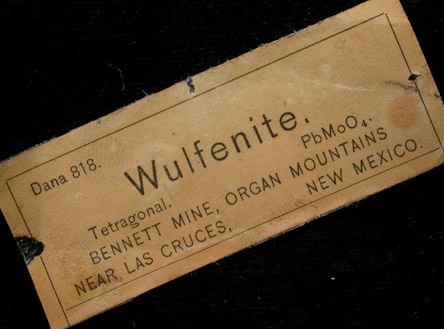 Dana 818.
Wulfenite.
Tetragonal. PbMoO₄.
BENNETT MINE, ORGAN MOUNTAINS
NEAR LAS CRUCES, NEW MEXICO.